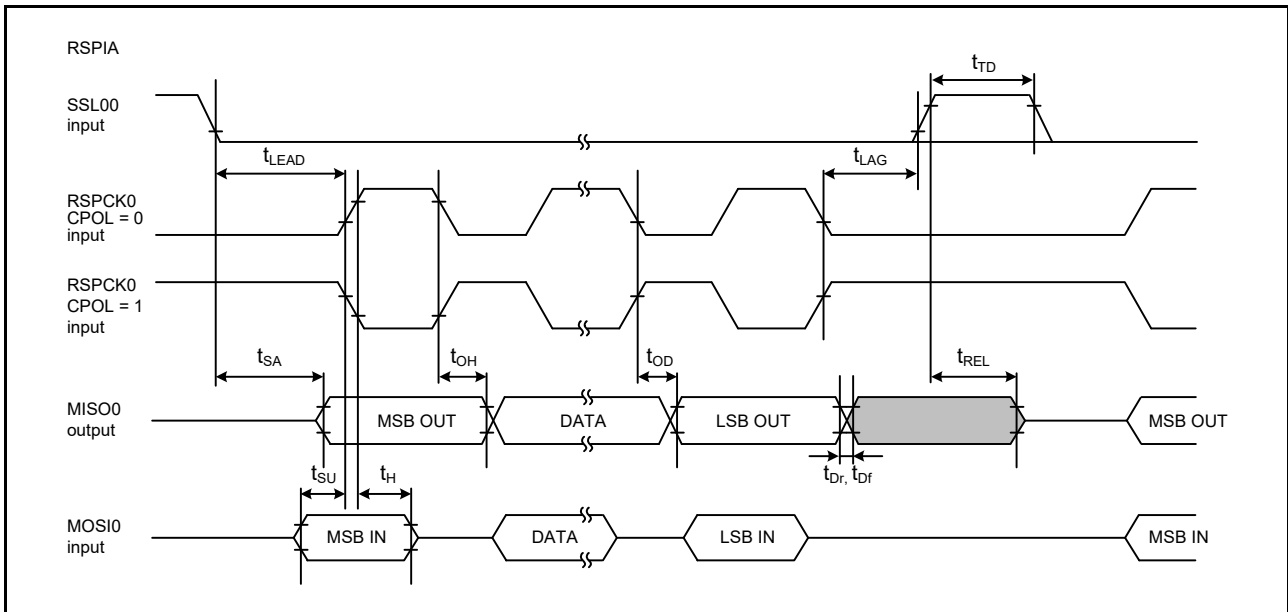 RSPIA
SSL00
input
tTD
tLEAD
tLAG
RSPCK0
CPOL = 0
input
RSPCK0
CPOL = 1
input
tSA
tOH
tOD
tREL
MISO0
output
MSB OUT
DATA
LSB OUT
MSB OUT
tSU
tH
tDr, tDf
MOSI0
input
MSB IN
DATA
LSB IN
MSB IN